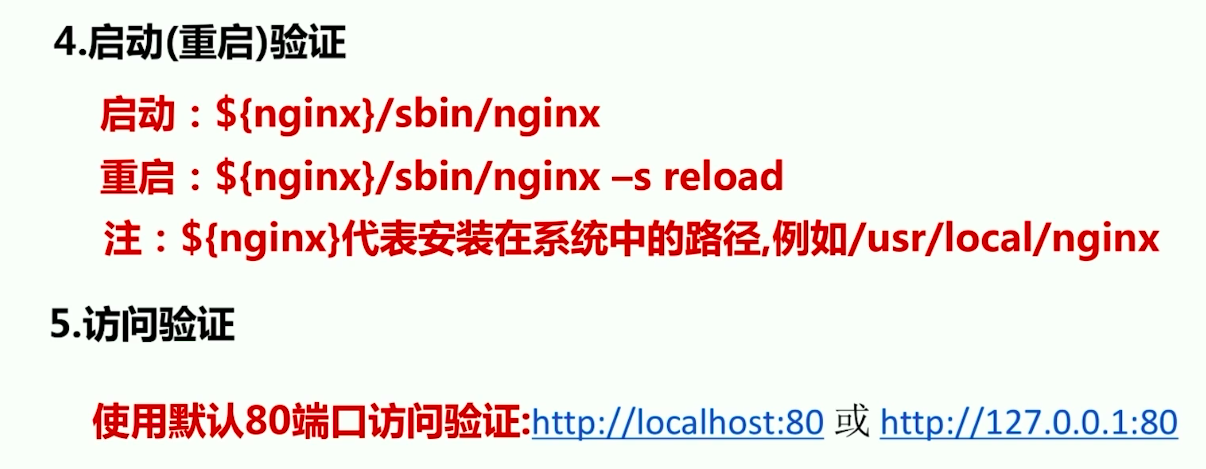 4.启动(重启)验证
启动：${nginx}/sbin/nginx
重启：${nginx}/sbin/nginx –s reload
注：${nginx}代表安装在系统中的路径,例如/usr/local/nginx
5.访问验证
使用默认80端口访问验证:http://localhost:80 或 http://127.0.0.1:80